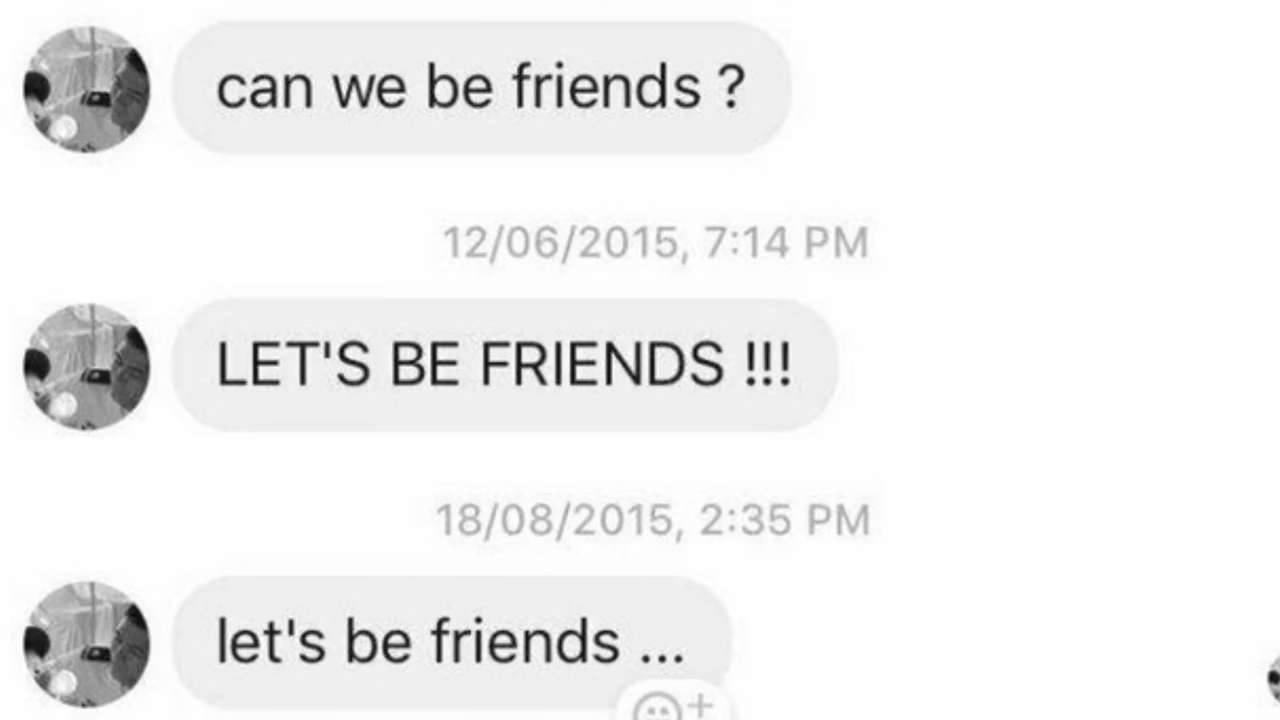 can we be friends ?
12/06/2015, 7:14 PM
LET'S BE FRIENDS !!!
18/08/2015, 2:35 PM
let's be friends ...